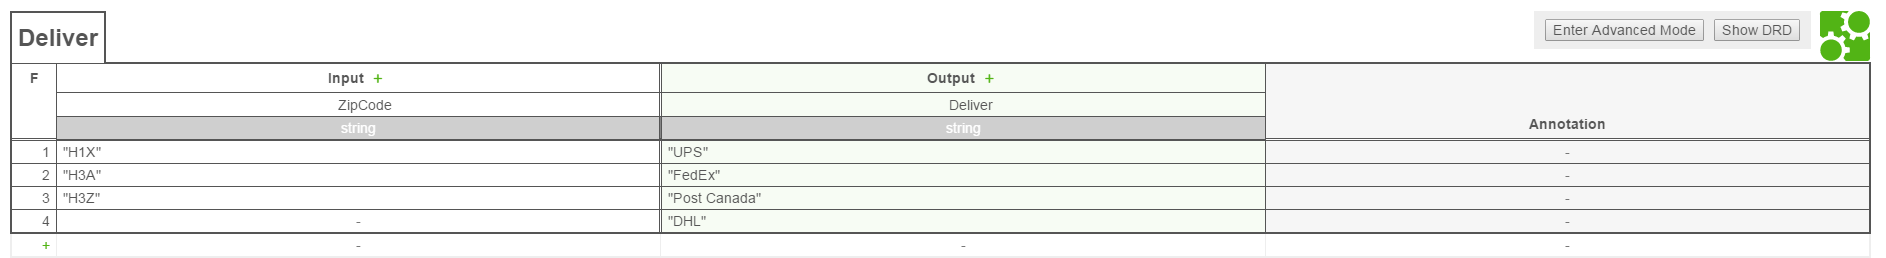 Deliver
Enter Advanced Mode Show DRD
F Input + Output +
ZipCode Deliver
string string
Annotation
1 "H1X" "UPS" -
2 "H3A" "FedEx" -
3 "H3Z" "Post Canada" -
4 - "DHL" -
+ - - -